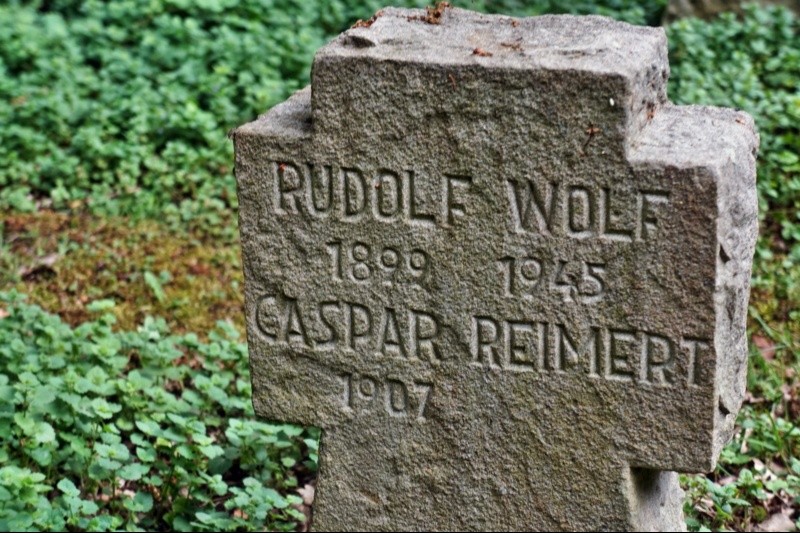 RUDOLF WOLF
1899 1945
CASPAR REIMERT
1907